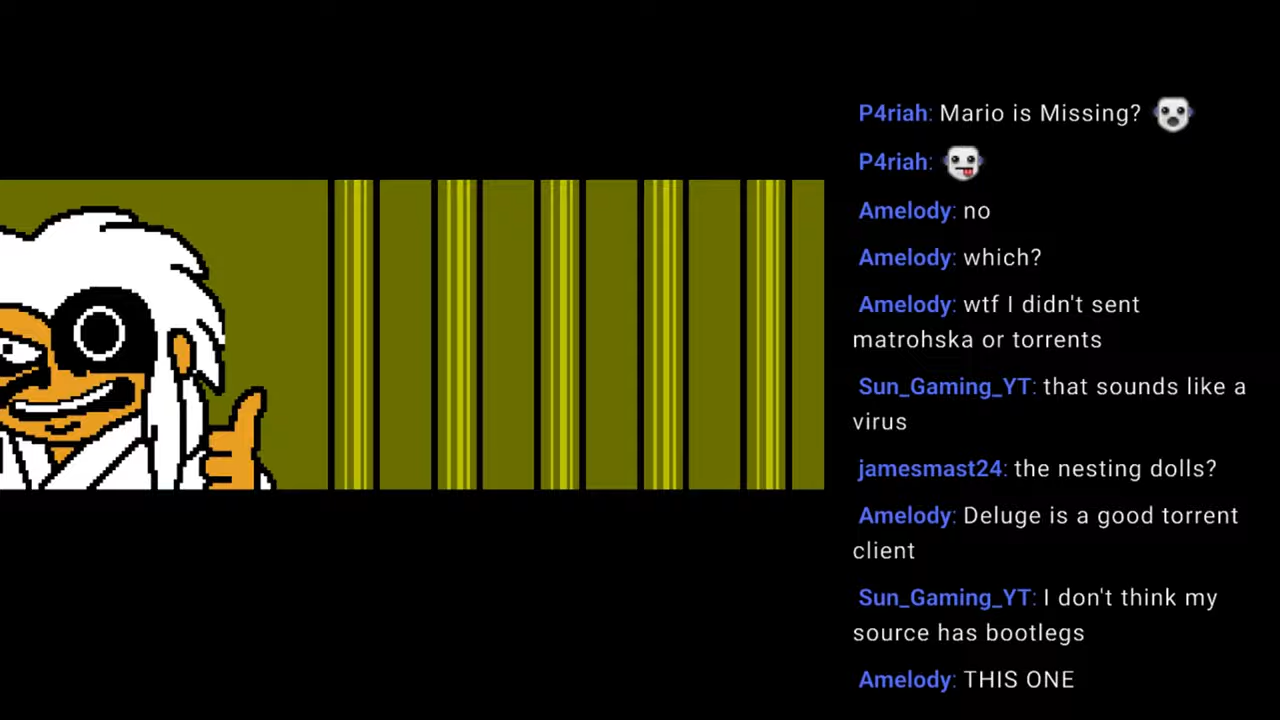 P4riah: Mario is Missing?
P4riah:
Amelody: no
Amelody: which?
Amelody: wtf I didn't sent
matrohska or torrents
Sun_Gaming_YT: that sounds like a
virus
jamesmast24: the nesting dolls?
Amelody: Deluge is a good torrent
client
Sun_Gaming_YT: I don't think my
source has bootlegs
Amelody: THIS ONE